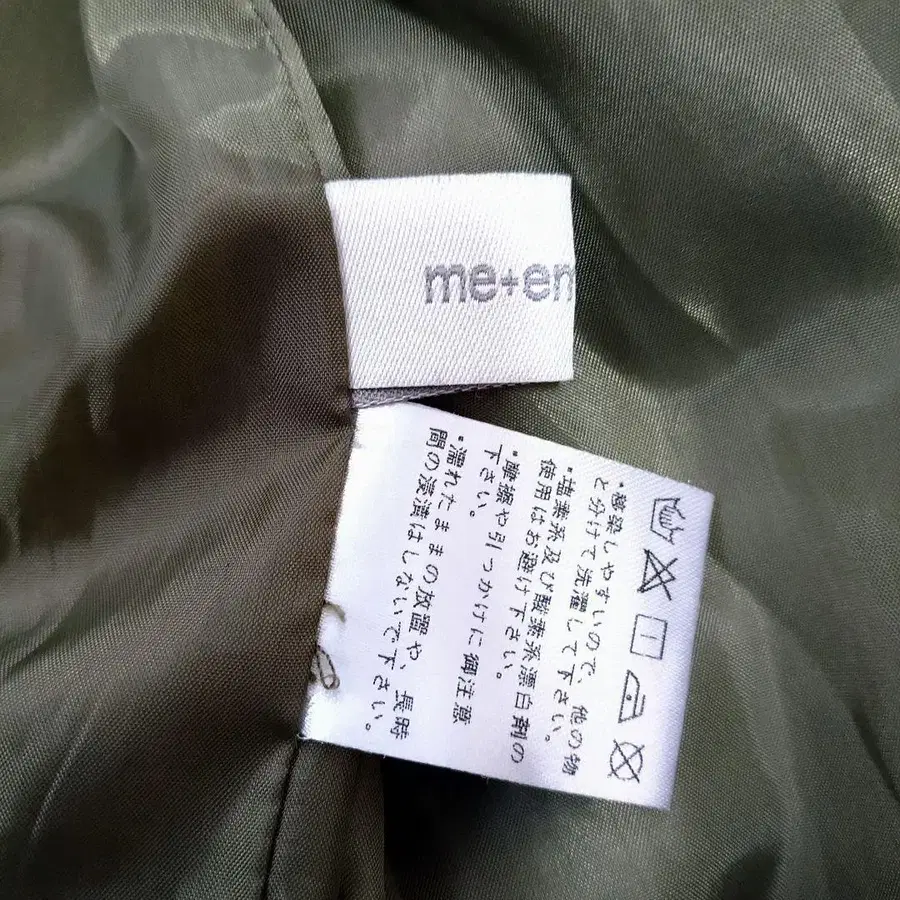 me+em
・移染しやすいので、他の物
と分けて洗濯して下さい。
・塩素系及び酸素系漂白剤の
使用はお避け下さい。
・摩擦や引っかけに御注意
下さい。
・濡れたままの放置や、長時
間の浸漬はしないで下さい。